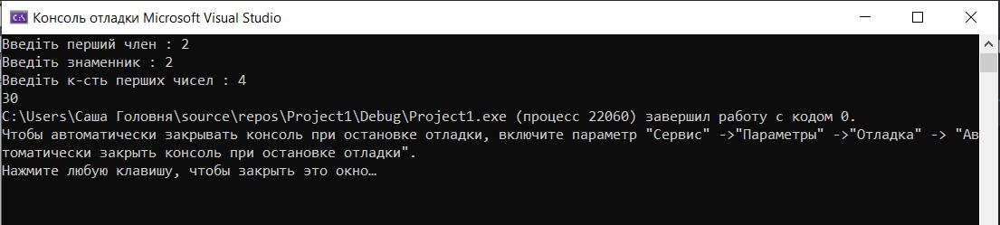 Консоль отладки Microsoft Visual Studio
Введіть перший член : 2
Введіть знаменник : 2
Введіть к-сть перших чисел : 4
30
C:\Users\Саша Головня\source\repos\Project1\Debug\Project1.exe (процесс 22060) завершил работу с кодом 0.
Чтобы автоматически закрывать консоль при остановке отладки, включите параметр "Сервис" ->"Параметры" ->"Отладка" -> "Ав
томатически закрыть консоль при остановке отладки".
Нажмите любую клавишу, чтобы закрыть это окно…